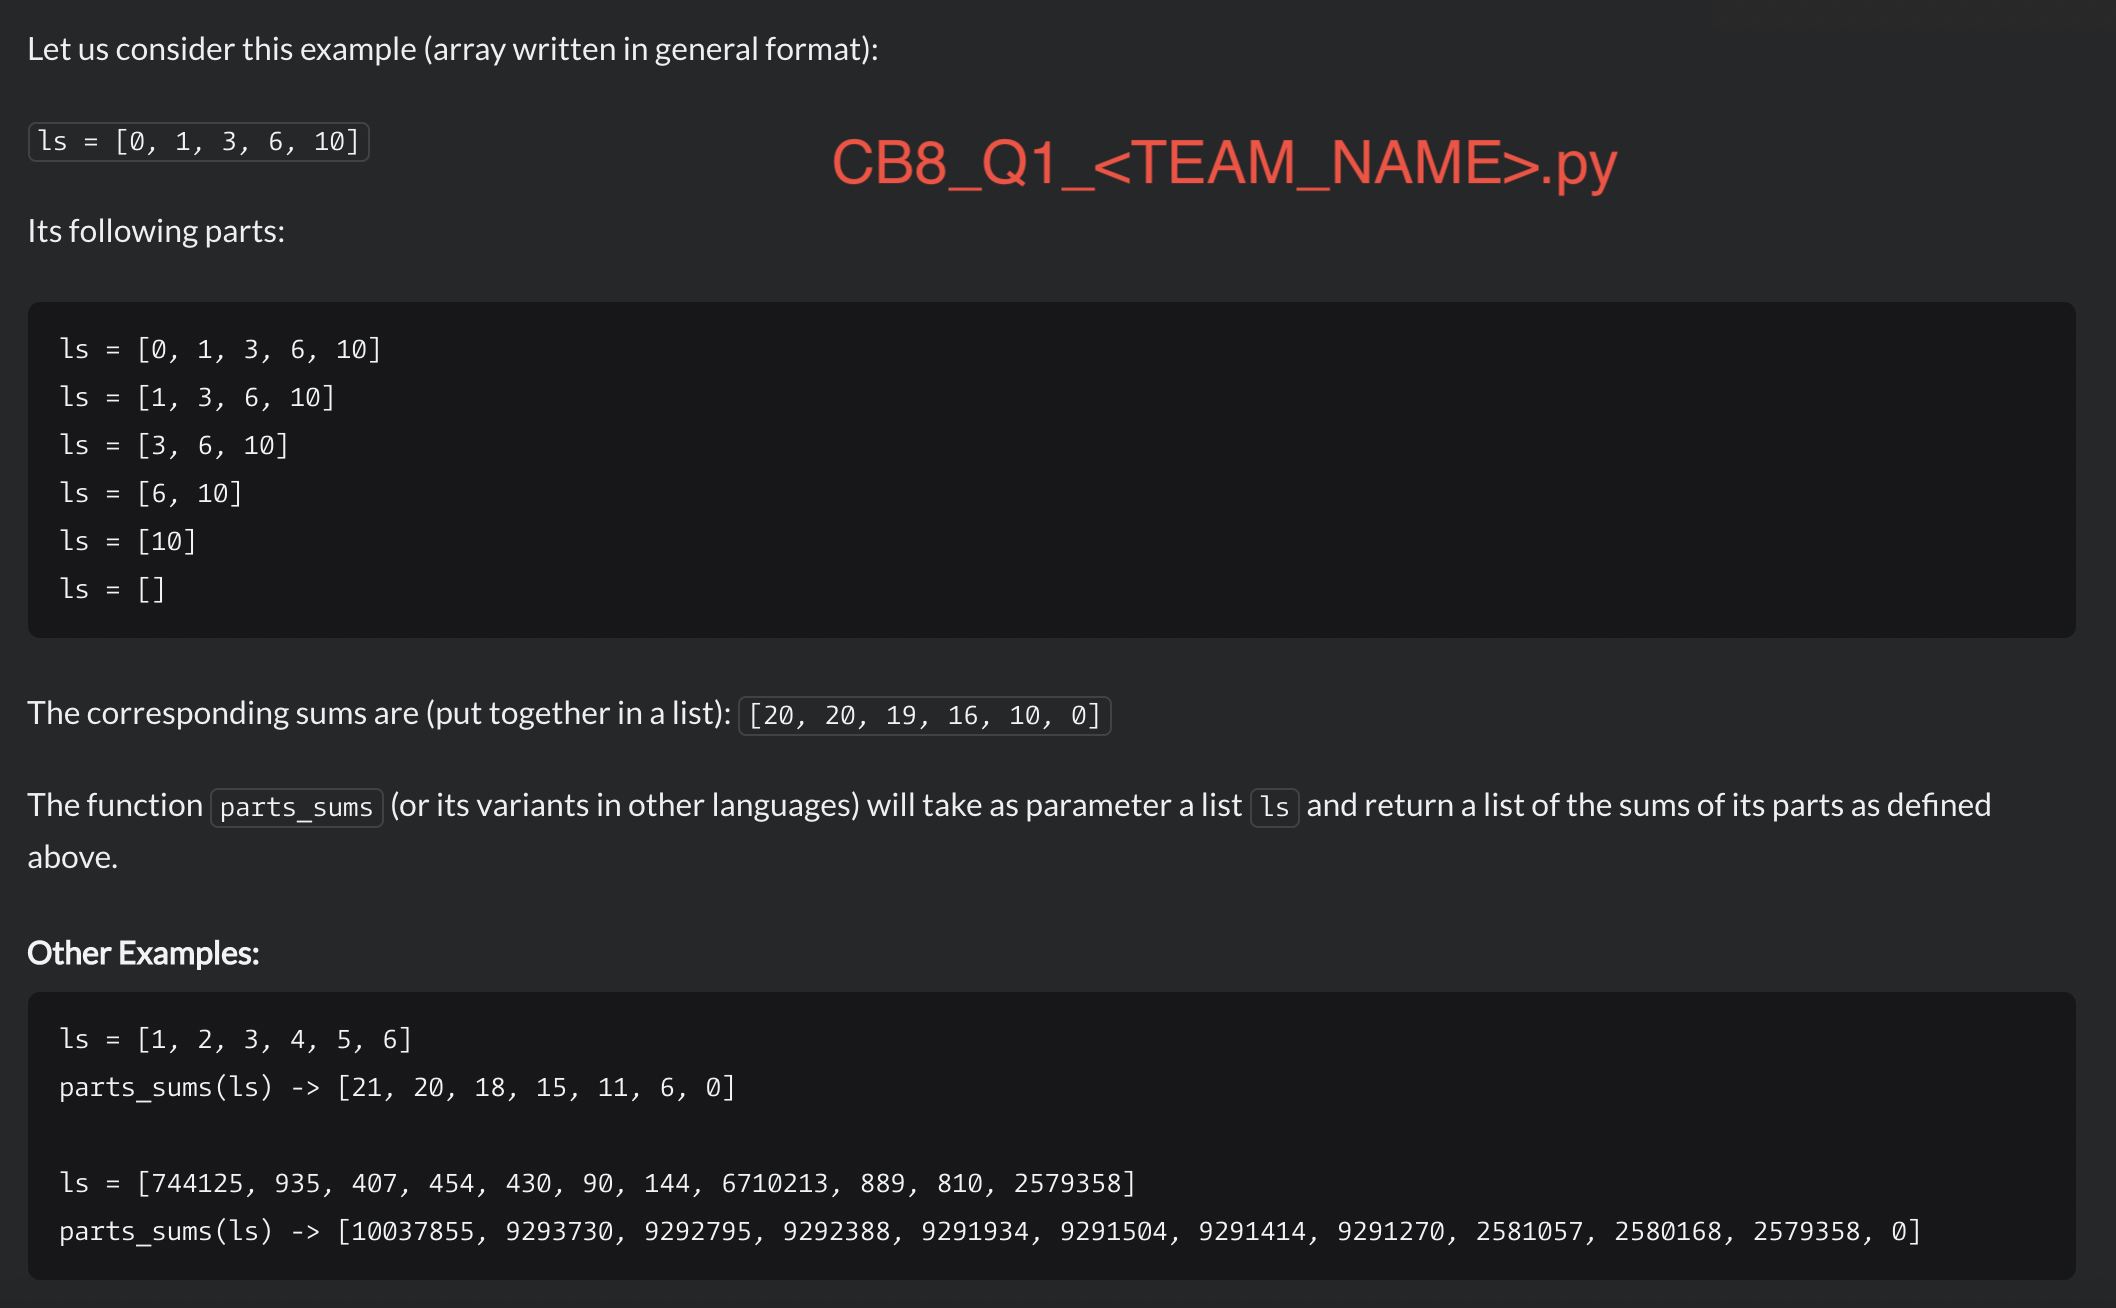 Let us consider this example (array written in general format):
ls = [0, 1, 3, 6, 10]
CB8_Q1_<TEAM_NAME>.py
Its following parts:
ls = [0, 1, 3, 6, 10]
ls = [1, 3, 6, 10]
ls = [3, 6, 10]
ls = [6, 10]
ls = [10]
ls = []
The corresponding sums are (put together in a list): [20, 20, 19, 16, 10, 0]
The function parts_sums (or its variants in other languages) will take as parameter a list ls and return a list of the sums of its parts as defined
above.
Other Examples:
ls = [1, 2, 3, 4, 5, 6]
parts_sums(ls) -> [21, 20, 18, 15, 11, 6, 0]
ls = [744125, 935, 407, 454, 430, 90, 144, 6710213, 889, 810, 2579358]
parts_sums(ls) -> [10037855, 9293730, 9292795, 9292388, 9291934, 9291504, 9291414, 9291270, 2581057, 2580168, 2579358, 0]